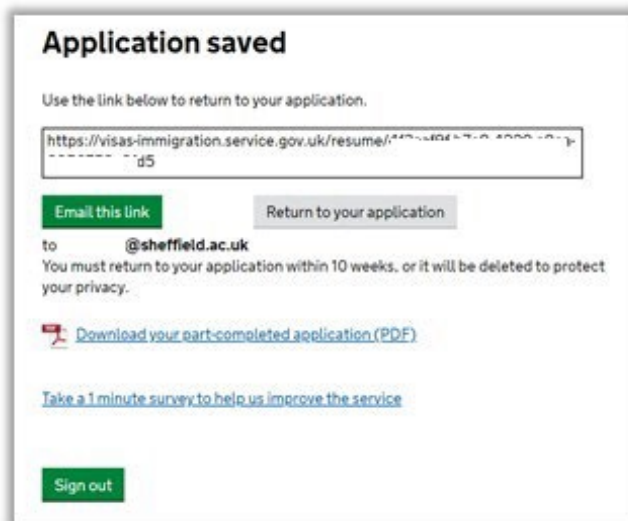 Application saved
Use the link below to return to your application.
https://visas-immigration.service.gov.uk/resume/
d5
Email this link
Return to your application
to @sheffield.ac.uk
You must return to your application within 10 weeks, or it will be deleted to protect
your privacy.
Download your part-completed application (PDF)
Take a 1 minute survey to help us improve the service
Sign out